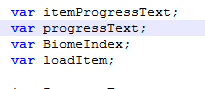 var itemProgressText;
var progressText;
var BiomeIndex;
var loadItem;